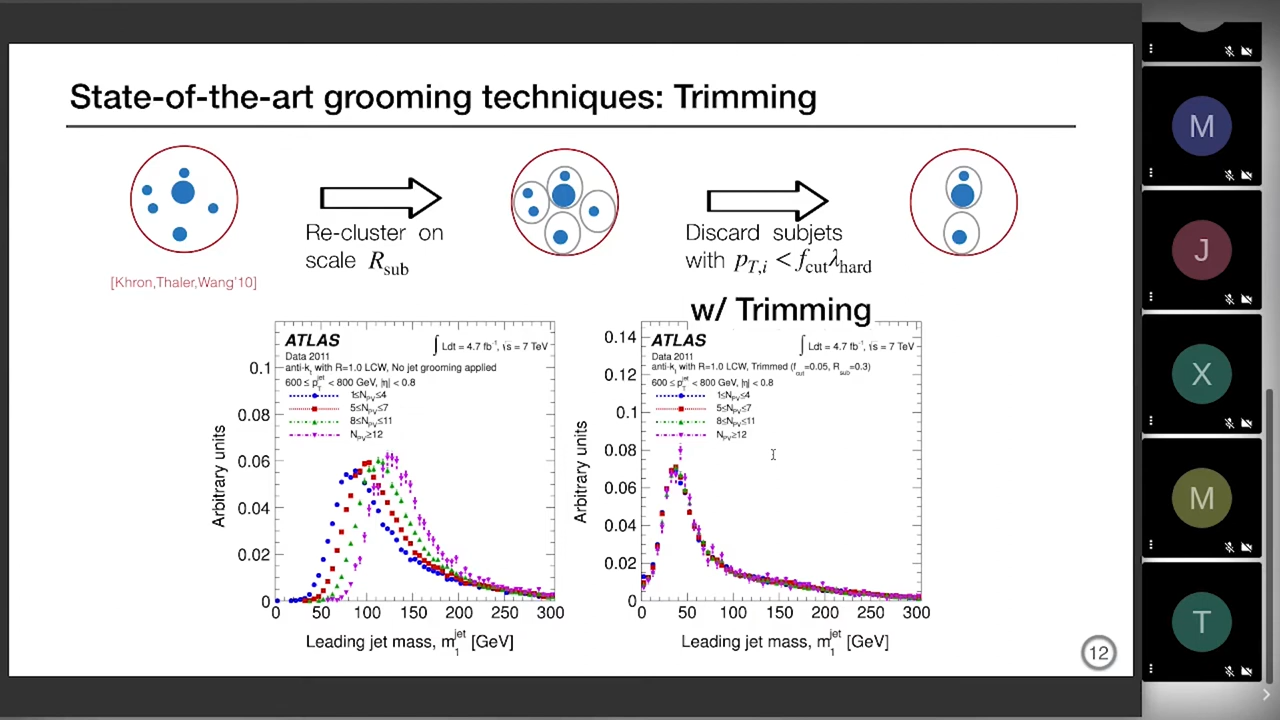 State-of-the-art grooming techniques: Trimming
Re-cluster on
scale R_sub
Discard subjets
with p_T,i < f_cut λ_hard
[Khron,Thaler,Wang'10]
w/ Trimming
ATLAS
∫ Ldt = 4.7 fb⁻¹, √s = 7 TeV
Data 2011
anti-k_t with R=1.0 LCW, No jet grooming applied
600 ≤ p_T^jet < 800 GeV, |η| < 0.8
1≤N_PV≤4
5≤N_PV≤7
8≤N_PV≤11
N_PV≥12
Arbitrary units
0.1
0.08
0.06
0.04
0.02
0
0 50 100 150 200 250 300
Leading jet mass, m_1^jet [GeV]
ATLAS
∫ Ldt = 4.7 fb⁻¹, √s = 7 TeV
Data 2011
anti-k_t with R=1.0 LCW, Trimmed (f_cut=0.05, R_sub=0.3)
600 ≤ p_T^jet < 800 GeV, |η| < 0.8
1≤N_PV≤4
5≤N_PV≤7
8≤N_PV≤11
N_PV≥12
Arbitrary units
0.14
0.12
0.1
0.08
0.06
0.04
0.02
0
0 50 100 150 200 250 300
Leading jet mass, m_1^jet [GeV]
12
M
J
X
M
T